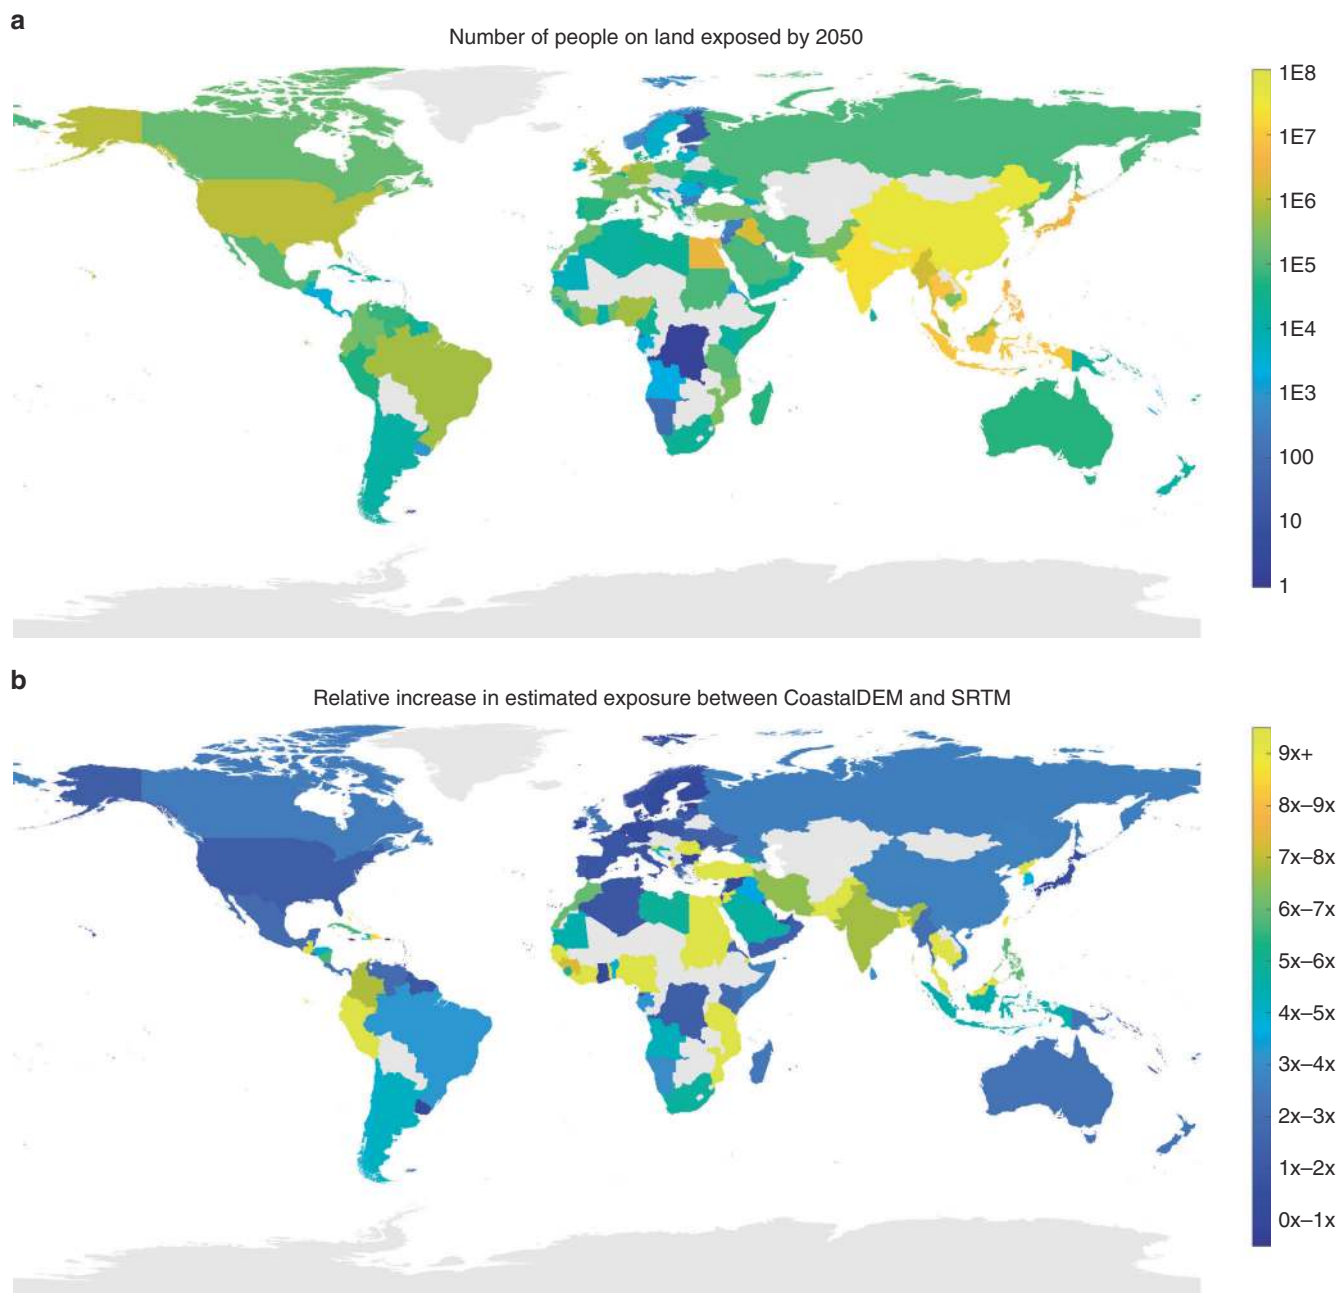 a
Number of people on land exposed by 2050
1E8
1E7
1E6
1E5
1E4
1E3
100
10
1
b
Relative increase in estimated exposure between CoastalDEM and SRTM
9x+
8x–9x
7x–8x
6x–7x
5x–6x
4x–5x
3x–4x
2x–3x
1x–2x
0x–1x